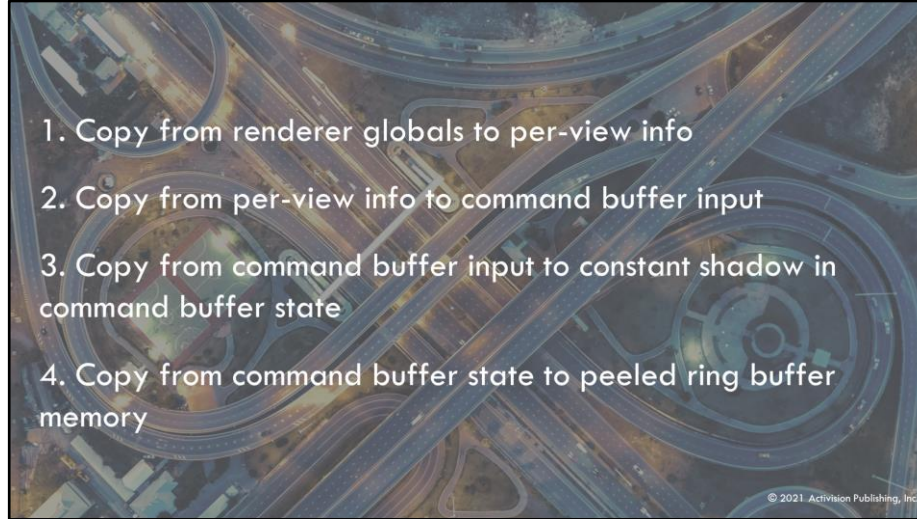 1. Copy from renderer globals to per-view info
2. Copy from per-view info to command buffer input
3. Copy from command buffer input to constant shadow in
command buffer state
4. Copy from command buffer state to peeled ring buffer
memory
© 2021 Activision Publishing, Inc